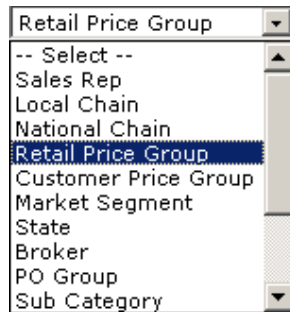 Retail Price Group
-- Select --
Sales Rep
Local Chain
National Chain
Retail Price Group
Customer Price Group
Market Segment
State
Broker
PO Group
Sub Category